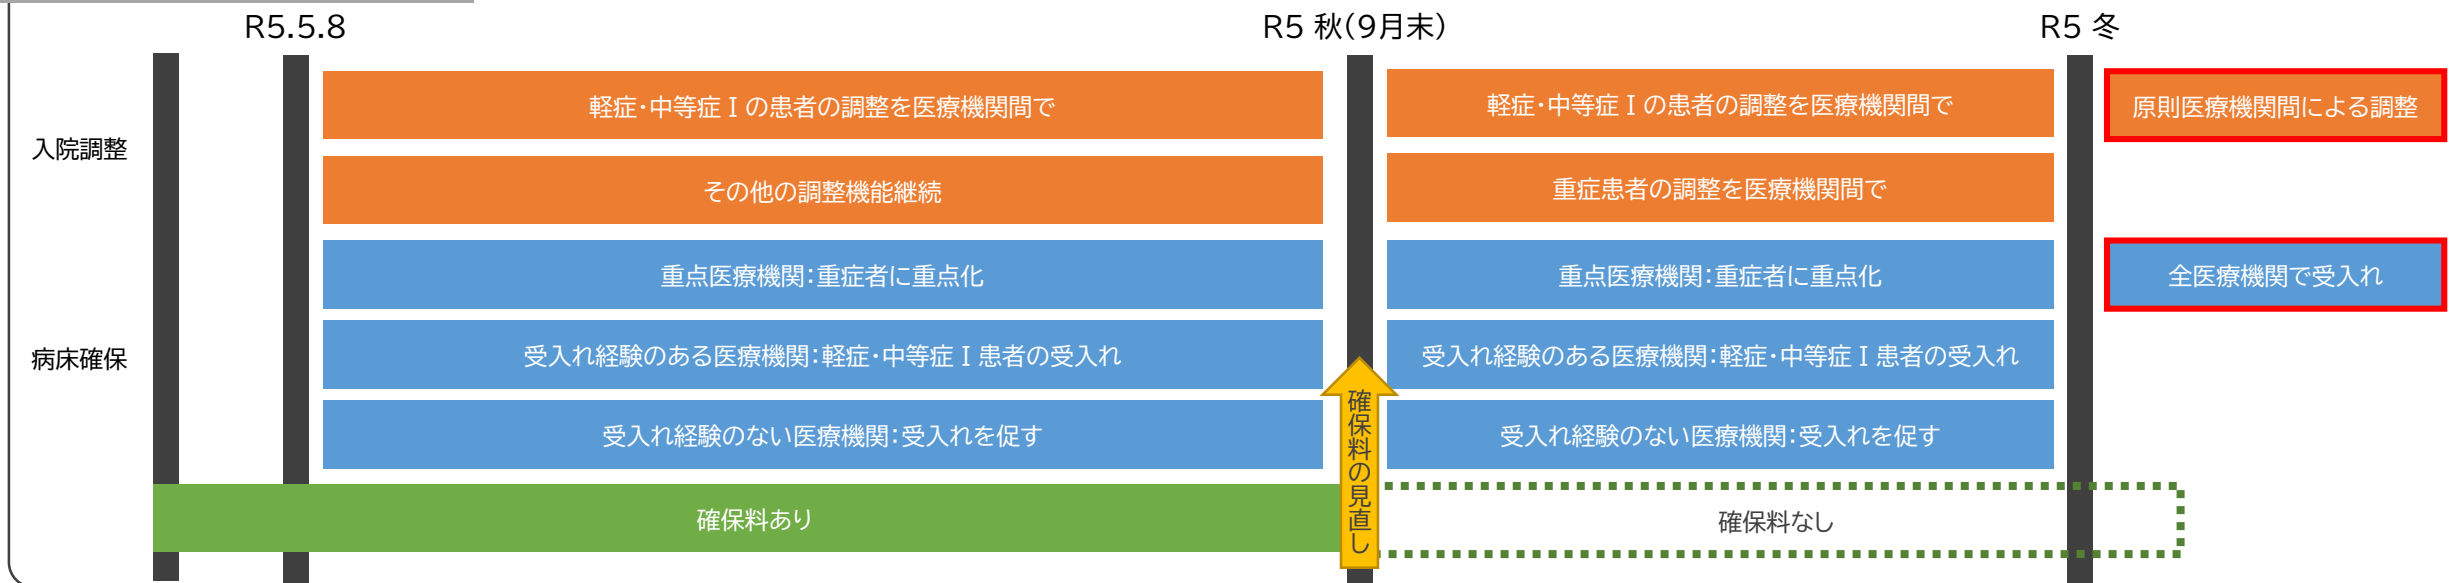 R5.5.8
R5 秋(9月末)
R5 冬
入院調整
軽症・中等症Ⅰの患者の調整を医療機関間で
軽症・中等症Ⅰの患者の調整を医療機関間で
原則医療機関間による調整
その他の調整機能継続
重症患者の調整を医療機関間で
病床確保
重点医療機関：重症者に重点化
重点医療機関：重症者に重点化
全医療機関で受入れ
受入れ経験のある医療機関：軽症・中等症Ⅰ患者の受入れ
受入れ経験のある医療機関：軽症・中等症Ⅰ患者の受入れ
受入れ経験のない医療機関：受入れを促す
受入れ経験のない医療機関：受入れを促す
確保料の見直し
確保料あり
確保料なし